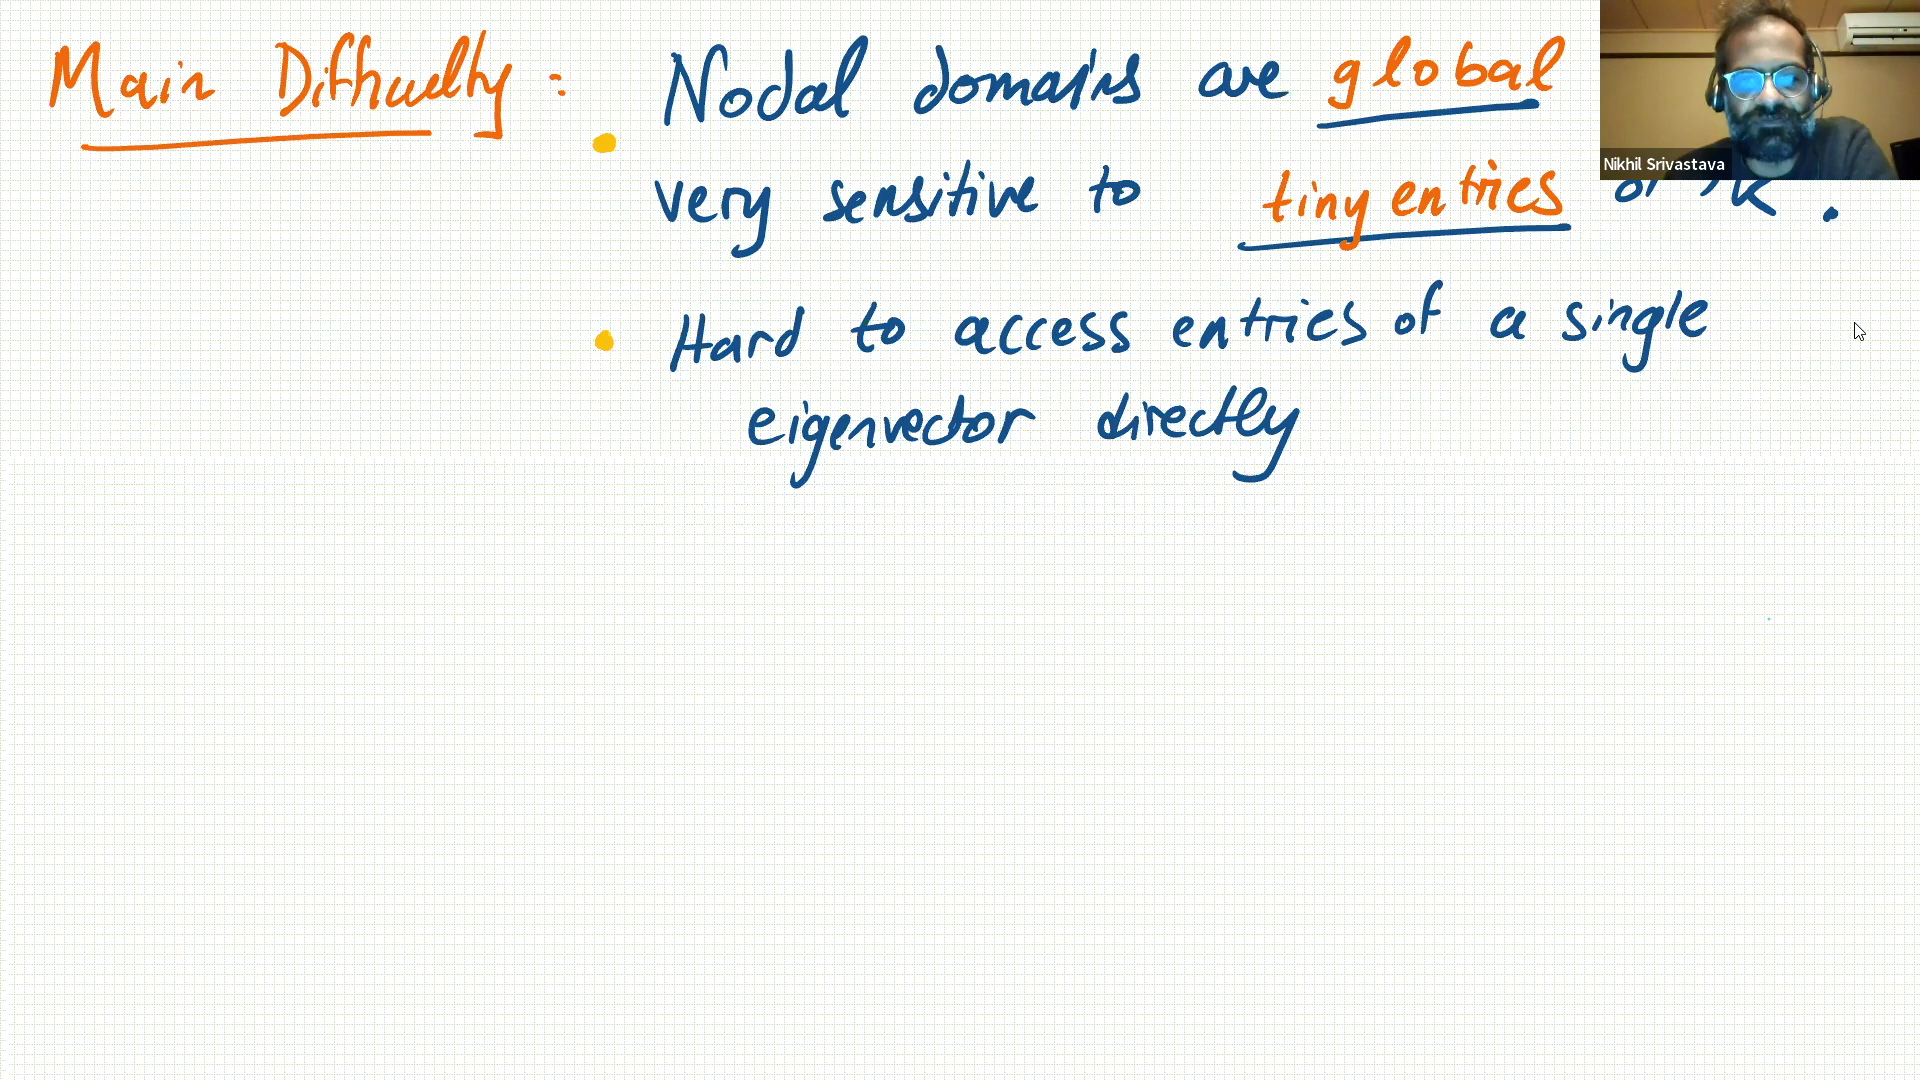 Main Difficulty: Nodal domains are global
very sensitive to tiny entries of
• Hard to access entries of a single
eigenvector directly
Nikhil Srivastava